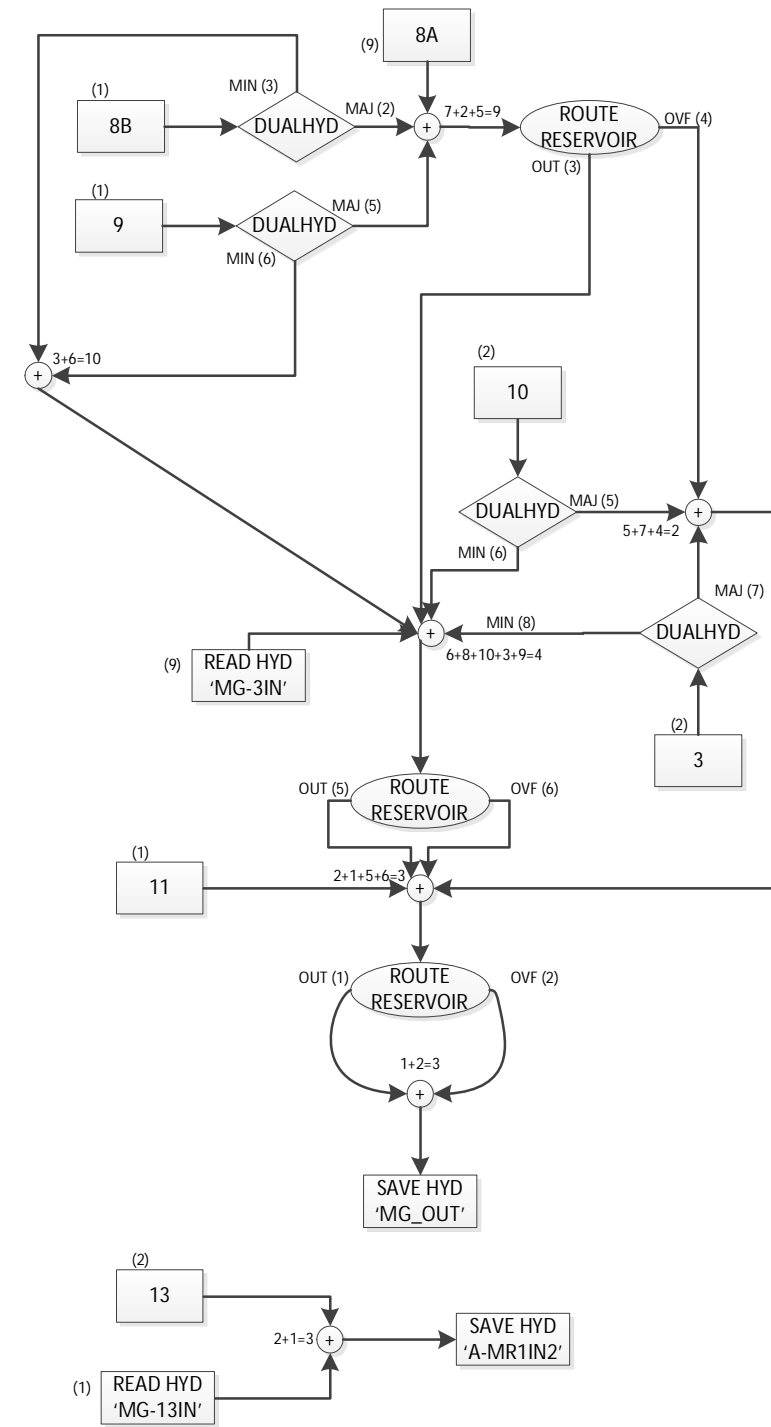 8A
(9)
(1)
MIN (3)
MAJ (2)
7+2+5=9
ROUTE
RESERVOIR
OVF (4)
8B
DUALHYD
+
OUT (3)
(1)
MAJ (5)
9
DUALHYD
MIN (6)
3+6=10
+
(2)
10
MAJ (5)
DUALHYD
+
5+7+4=2
MIN (6)
MAJ (7)
MIN (8)
DUALHYD
+
6+8+10+3+9=4
(9)
READ HYD
'MG-3IN'
(2)
3
OUT (5)
ROUTE
RESERVOIR
OVF (6)
(1)
11
2+1+5+6=3
+
OUT (1)
ROUTE
RESERVOIR
OVF (2)
1+2=3
+
SAVE HYD
'MG_OUT'
(2)
13
2+1=3
+
SAVE HYD
'A-MR1IN2'
(1)
READ HYD
'MG-13IN'